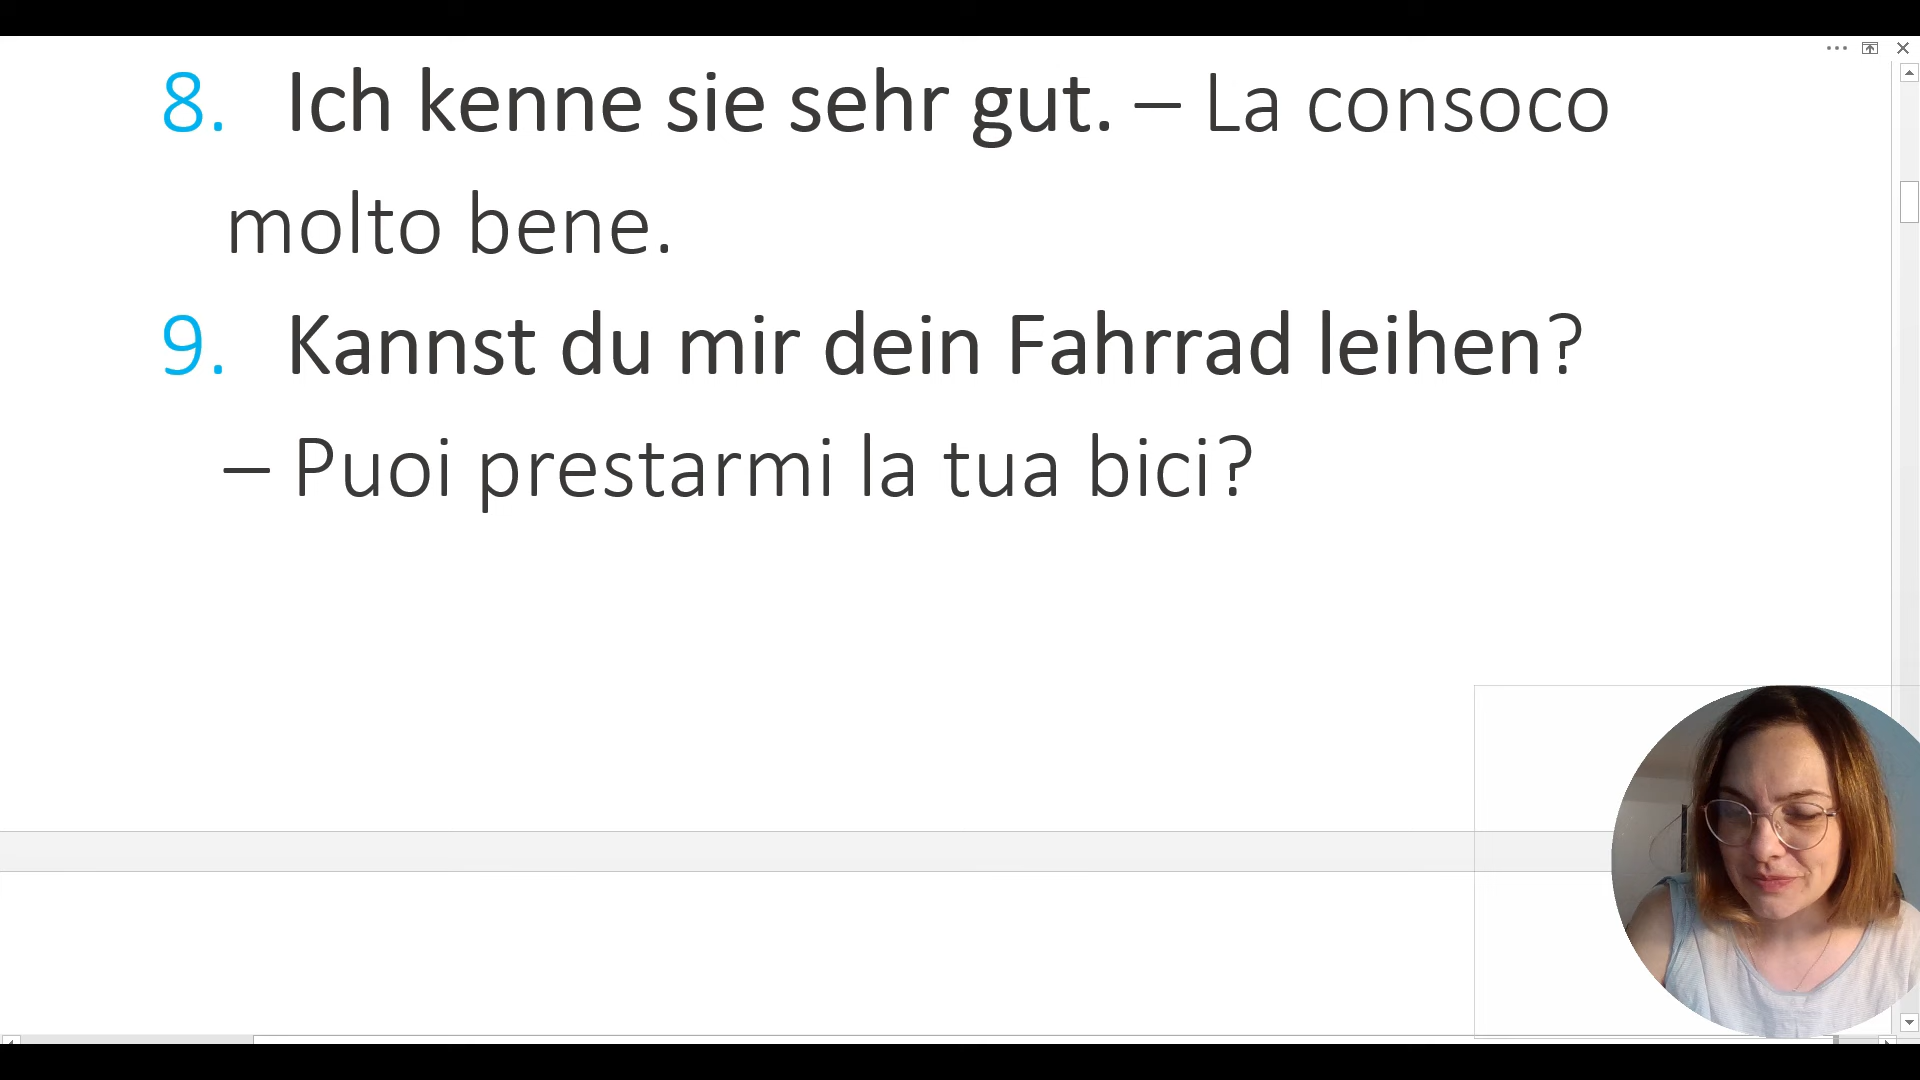 8. Ich kenne sie sehr gut. – La consoco
molto bene.
9. Kannst du mir dein Fahrrad leihen?
– Puoi prestarmi la tua bici?